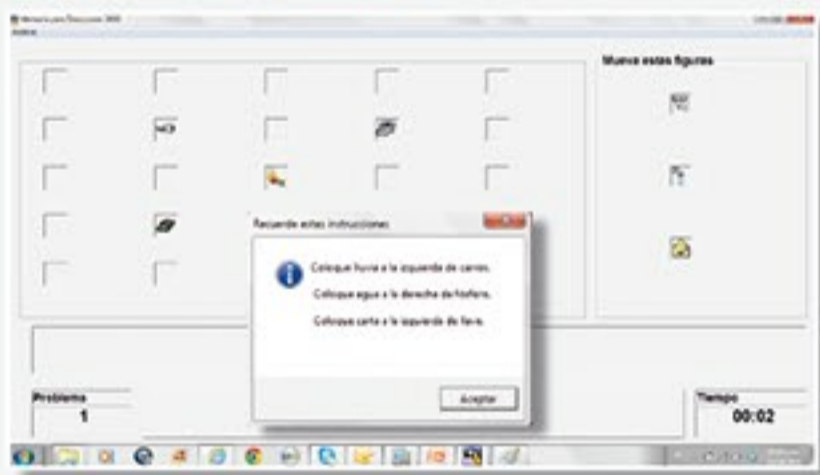 Mueva estas figuras
Recuerde estas instrucciones
Coloque lluvia a la izquierda de carros.
Coloque agua a la derecha de fósforo.
Coloque carta a la izquierda de llave.
Aceptar
Problema
1
Tiempo
00:02